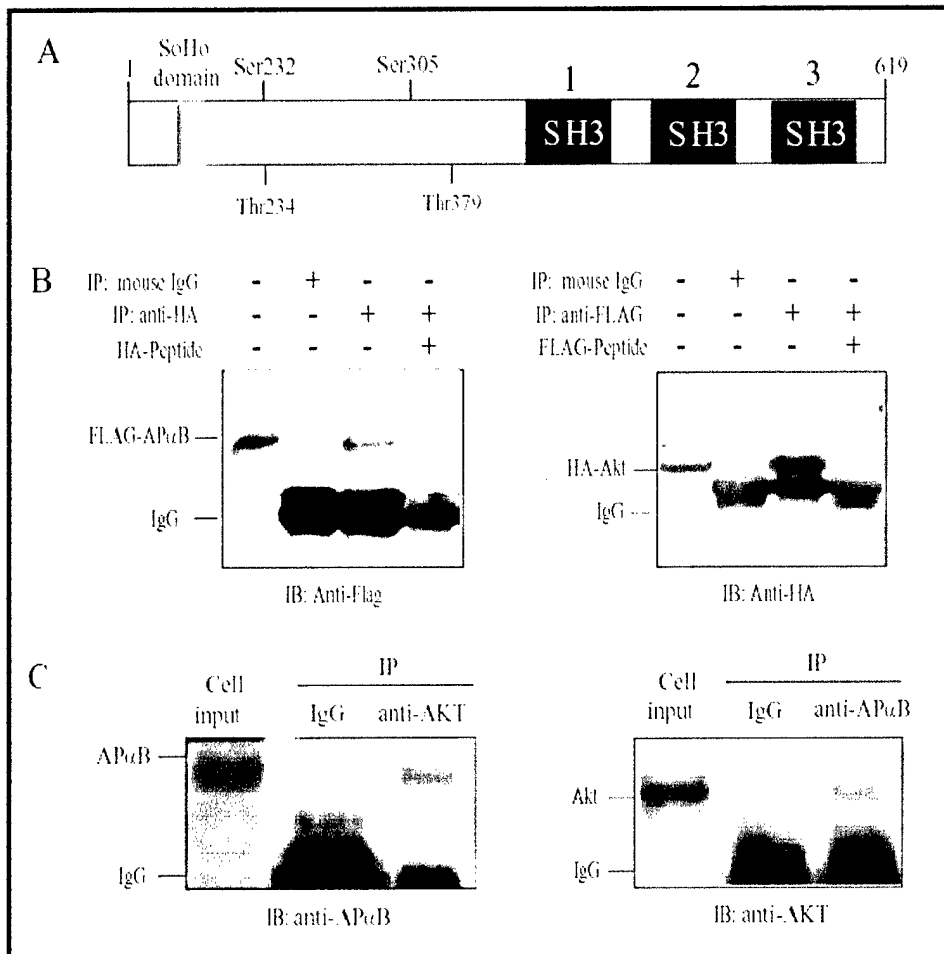 A
SoHo
domain
1
Ser232
Ser305
1
2
3
619
SH3
SH3
SH3
Thr234
Thr379
B
IP: mouse IgG
-
+
-
-
IP: anti-HA
-
-
+
+
HA-Peptide
-
-
-
+
FLAG-APαB
IgG
IB: Anti-Flag
IP: mouse IgG
-
+
-
-
IP: anti-FLAG
-
-
+
+
FLAG-Peptide
-
-
-
+
HA-Akt
IgG
IB: Anti-HA
C
Cell
input
IP
IgG
anti-AKT
APαB
IgG
IB: anti-APαB
Cell
input
IP
IgG
anti-APαB
Akt
IgG
IB: anti-AKT